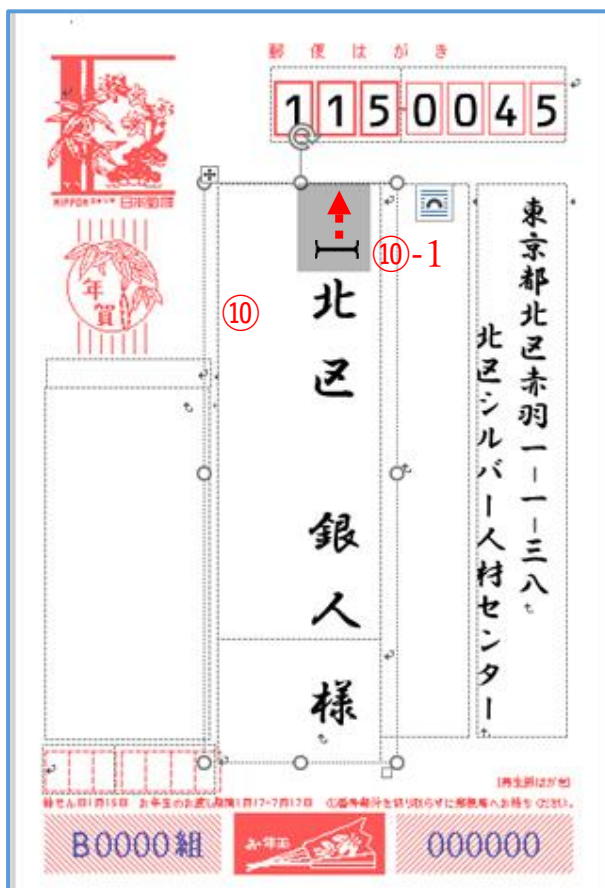 郵便はがき
1150045
NIPPON
日本郵便
年賀
⑩-1
⑩
東京都北区赤羽一-一-三八
北区シルバー人材センター
北区 銀人 様
お年玉
B0000組
000000